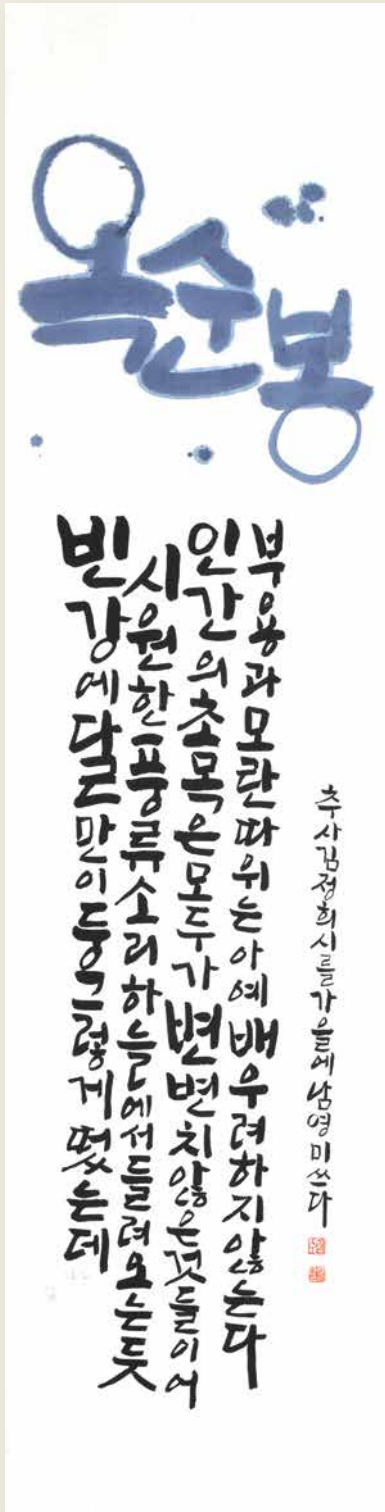 옥순봉
빈강에달만이둥그렇게떴는데
시원한풍류소리하늘에서들려오는듯
인간의초목은모두가변변치않은것들이어
부용과모란따위는아예배우려하지않는다
추사김정희시를가을에남영미쓰다